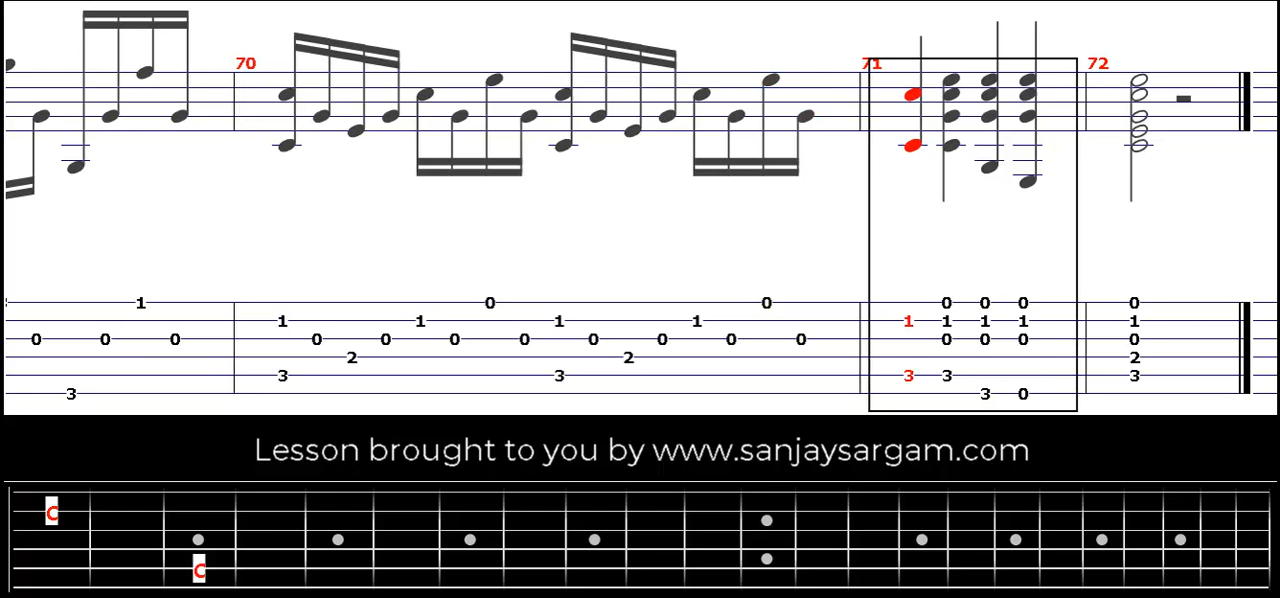 70 71 72
1 0 0 0 0 0 0
1 1 1 1 1 1 1 1 1
0 0 0 0 0 0 0 0 0 0 0 0 0 0 0
2 2 2
3 3 3 3 3
3 3 0
Lesson brought to you by www.sanjaysargam.com
C
C